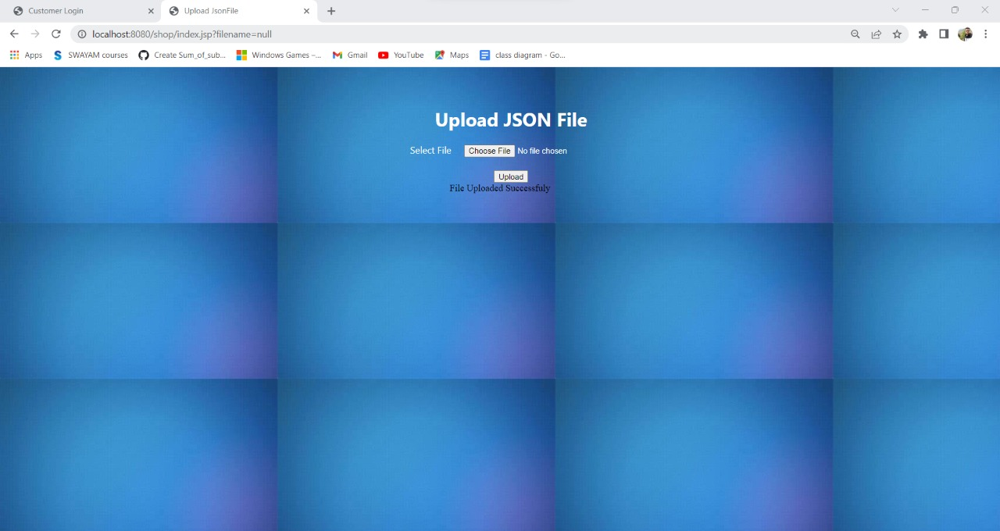 Customer Login
Upload JsonFile
localhost:8080/shop/index.jsp?filename=null
Apps
SWAYAM courses
Create Sum_of_sub...
Windows Games –...
Gmail
YouTube
Maps
class diagram - Go...
Upload JSON File
Select File Choose File No file chosen
Upload
File Uploaded Successfuly